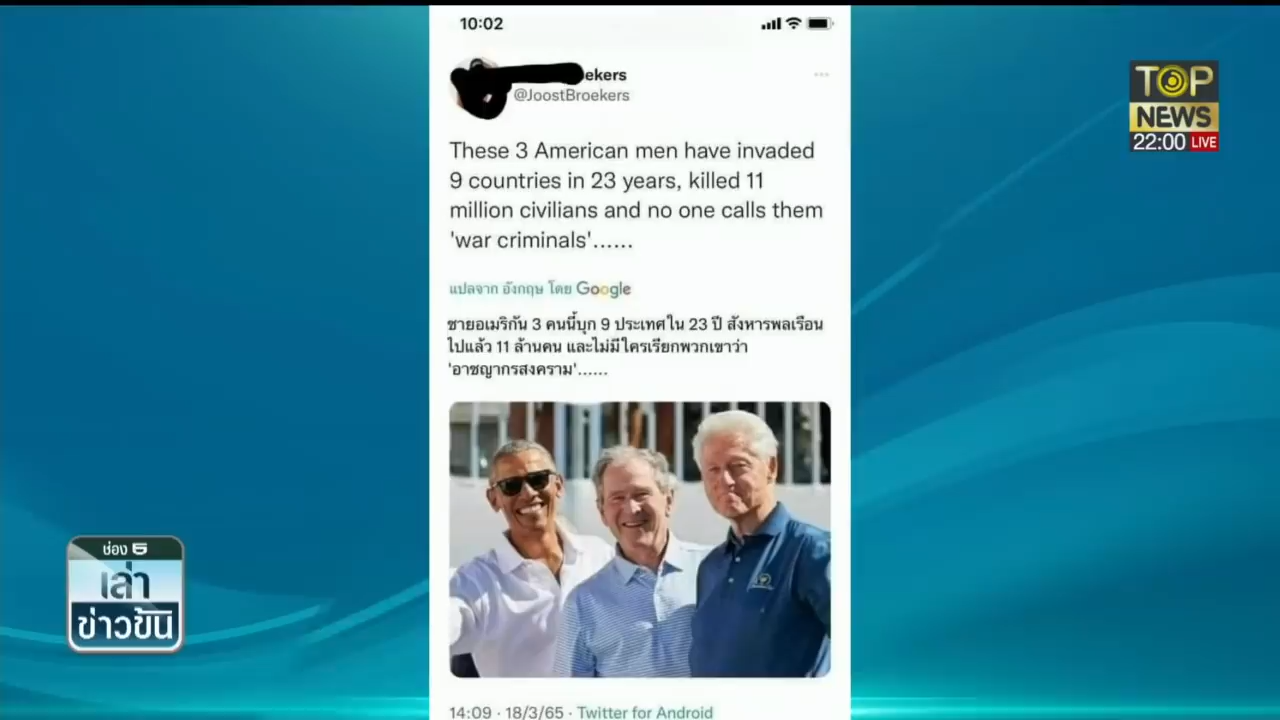 10:02
ekers
@JoostBroekers
These 3 American men have invaded
9 countries in 23 years, killed 11
million civilians and no one calls them
'war criminals'......
แปลจาก อังกฤษ โดย Google
ชายอเมริกัน 3 คนนี้บุก 9 ประเทศใน 23 ปี สังหารพลเรือน
ไปแล้ว 11 ล้านคน และไม่มีใครเรียกพวกเขาว่า
'อาชญากรสงคราม'......
14:09 · 18/3/65 · Twitter for Android
TOP
NEWS
22:00 LIVE
ช่อง 5
เล่า
ข่าวข้น